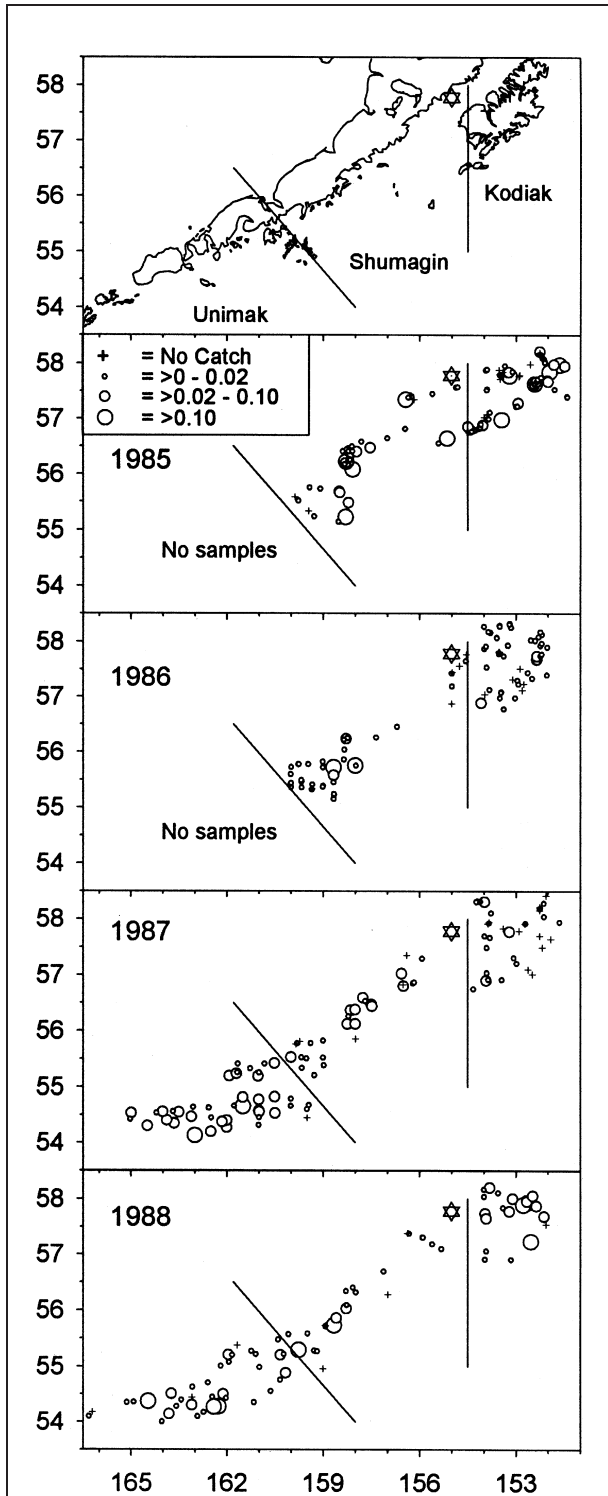 58
57
56
55
54
Kodiak
Shumagin
Unimak
+ = No Catch
o = >0 - 0.02
o = >0.02 - 0.10
O = >0.10
58
57
56
55
54
1985
No samples
58
57
56
55
54
1986
No samples
58
57
56
55
54
1987
58
57
56
55
54
1988
165 162 159 156 153